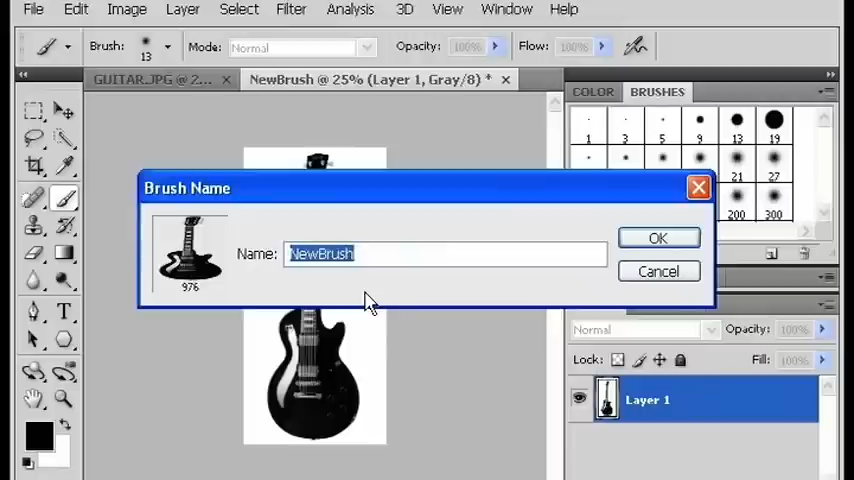 File Edit Image Layer Select Filter Analysis 3D View Window Help
Brush: 13 Mode: Normal Opacity: 100% Flow: 100%
GUITAR.JPG @ 2... NewBrush @ 25% (Layer 1, Gray/8) *
COLOR BRUSHES
1 3 5 9 13 19
21 27
200 300
Brush Name
Name: NewBrush
OK
Cancel
976
Normal Opacity: 100%
Lock: Fill: 100%
Layer 1